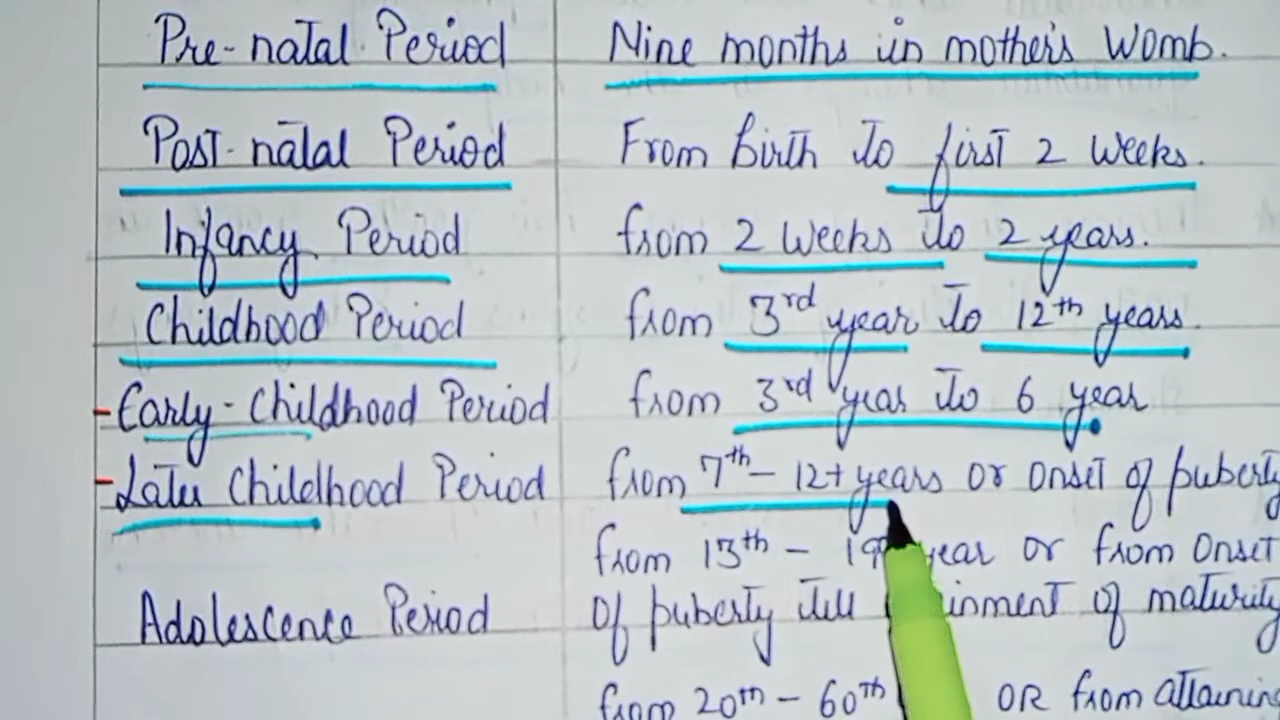 Pre-natal Period Nine months in mother's Womb.
Post-natal Period From birth to first 2 weeks.
Infancy Period from 2 weeks to 2 years.
Childhood Period from 3rd year to 12th years.
- Early-Childhood Period from 3rd year to 6 year
- Later Childhood Period from 7th - 12+ years or onset of puberty
from 13th - year or from onset
Adolescence Period of puberty till of maturity
from 20th - 60th OR from attaining